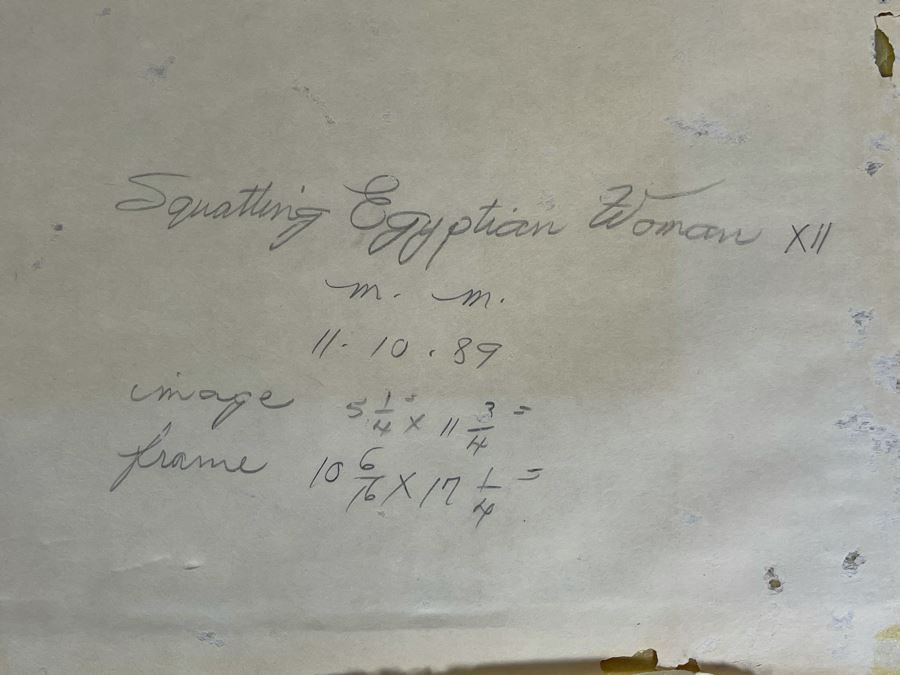 Squatting Egyptian Woman XII
m. m.
11. 10. 89
image 5 1/4" x 11 3/4"
frame 10 6/16 X 17 1/4"